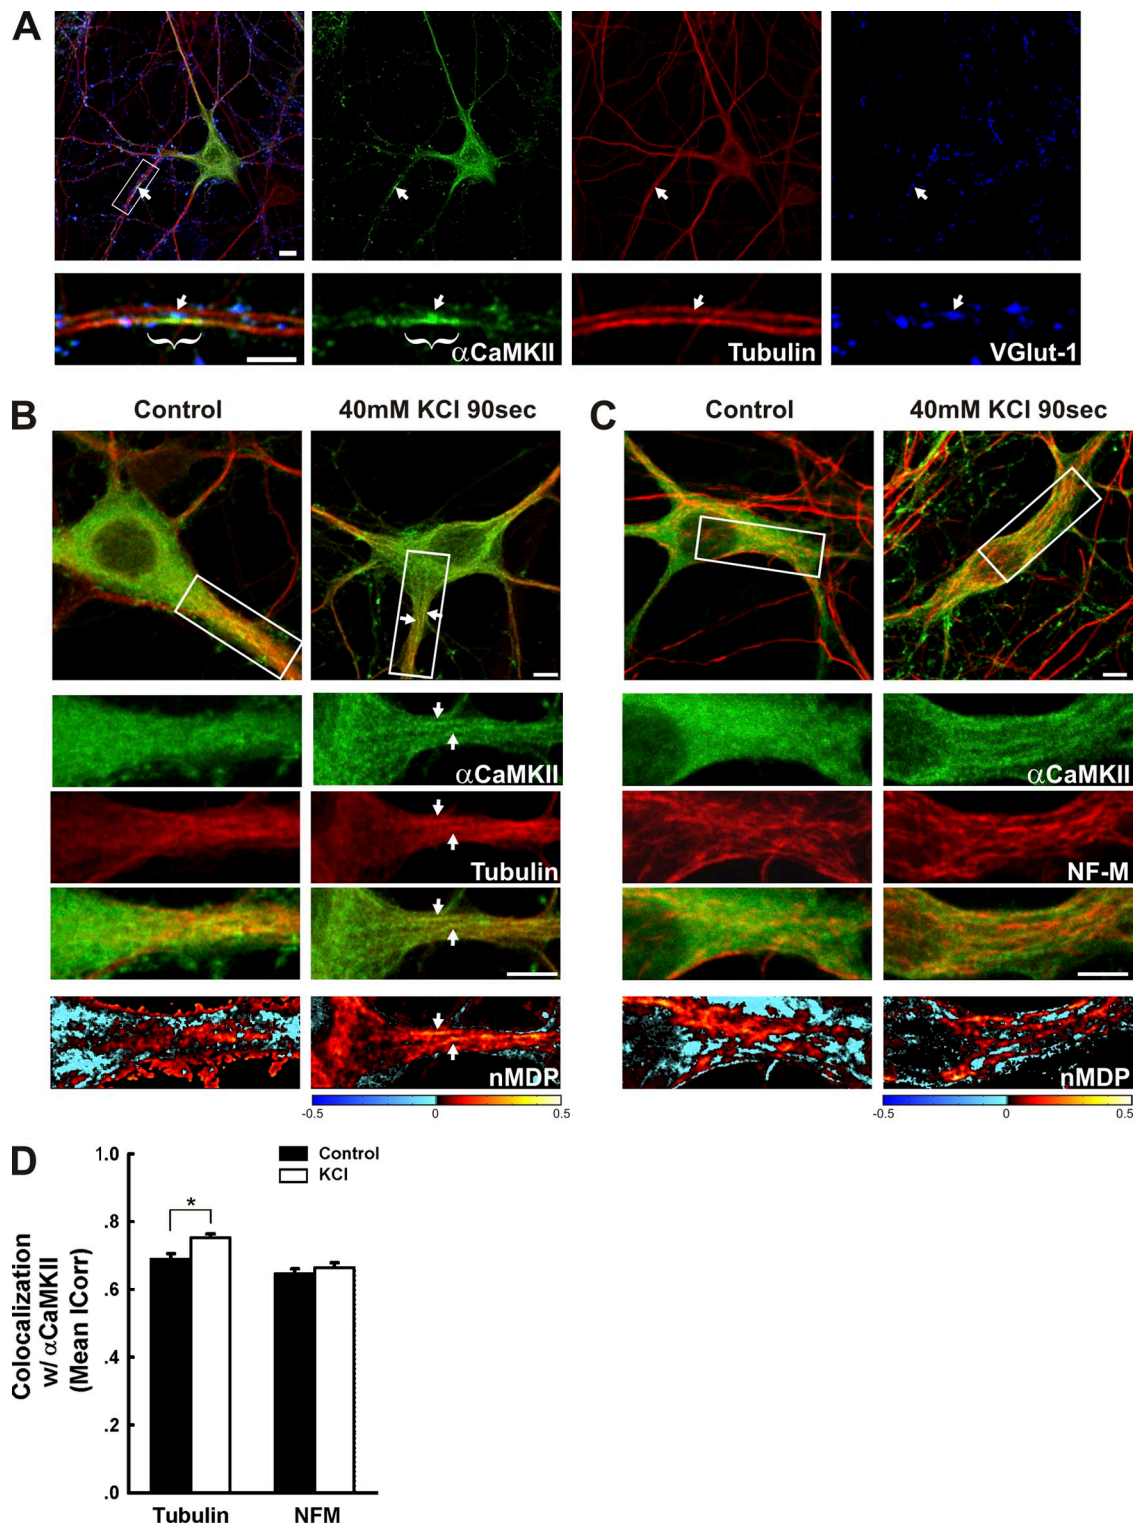 A
αCaMKII
Tubulin
VGlut-1
B
Control
40mM KCl 90sec
C
Control
40mM KCl 90sec
αCaMKII
αCaMKII
Tubulin
NF-M
nMDP
nMDP
-0.5 0 0.5
-0.5 0 0.5
D
Control
KCl
*
Colocalization
w/ αCaMKII
(Mean ICorr)
1.0
.8
.6
.4
.2
.0
Tubulin NFM